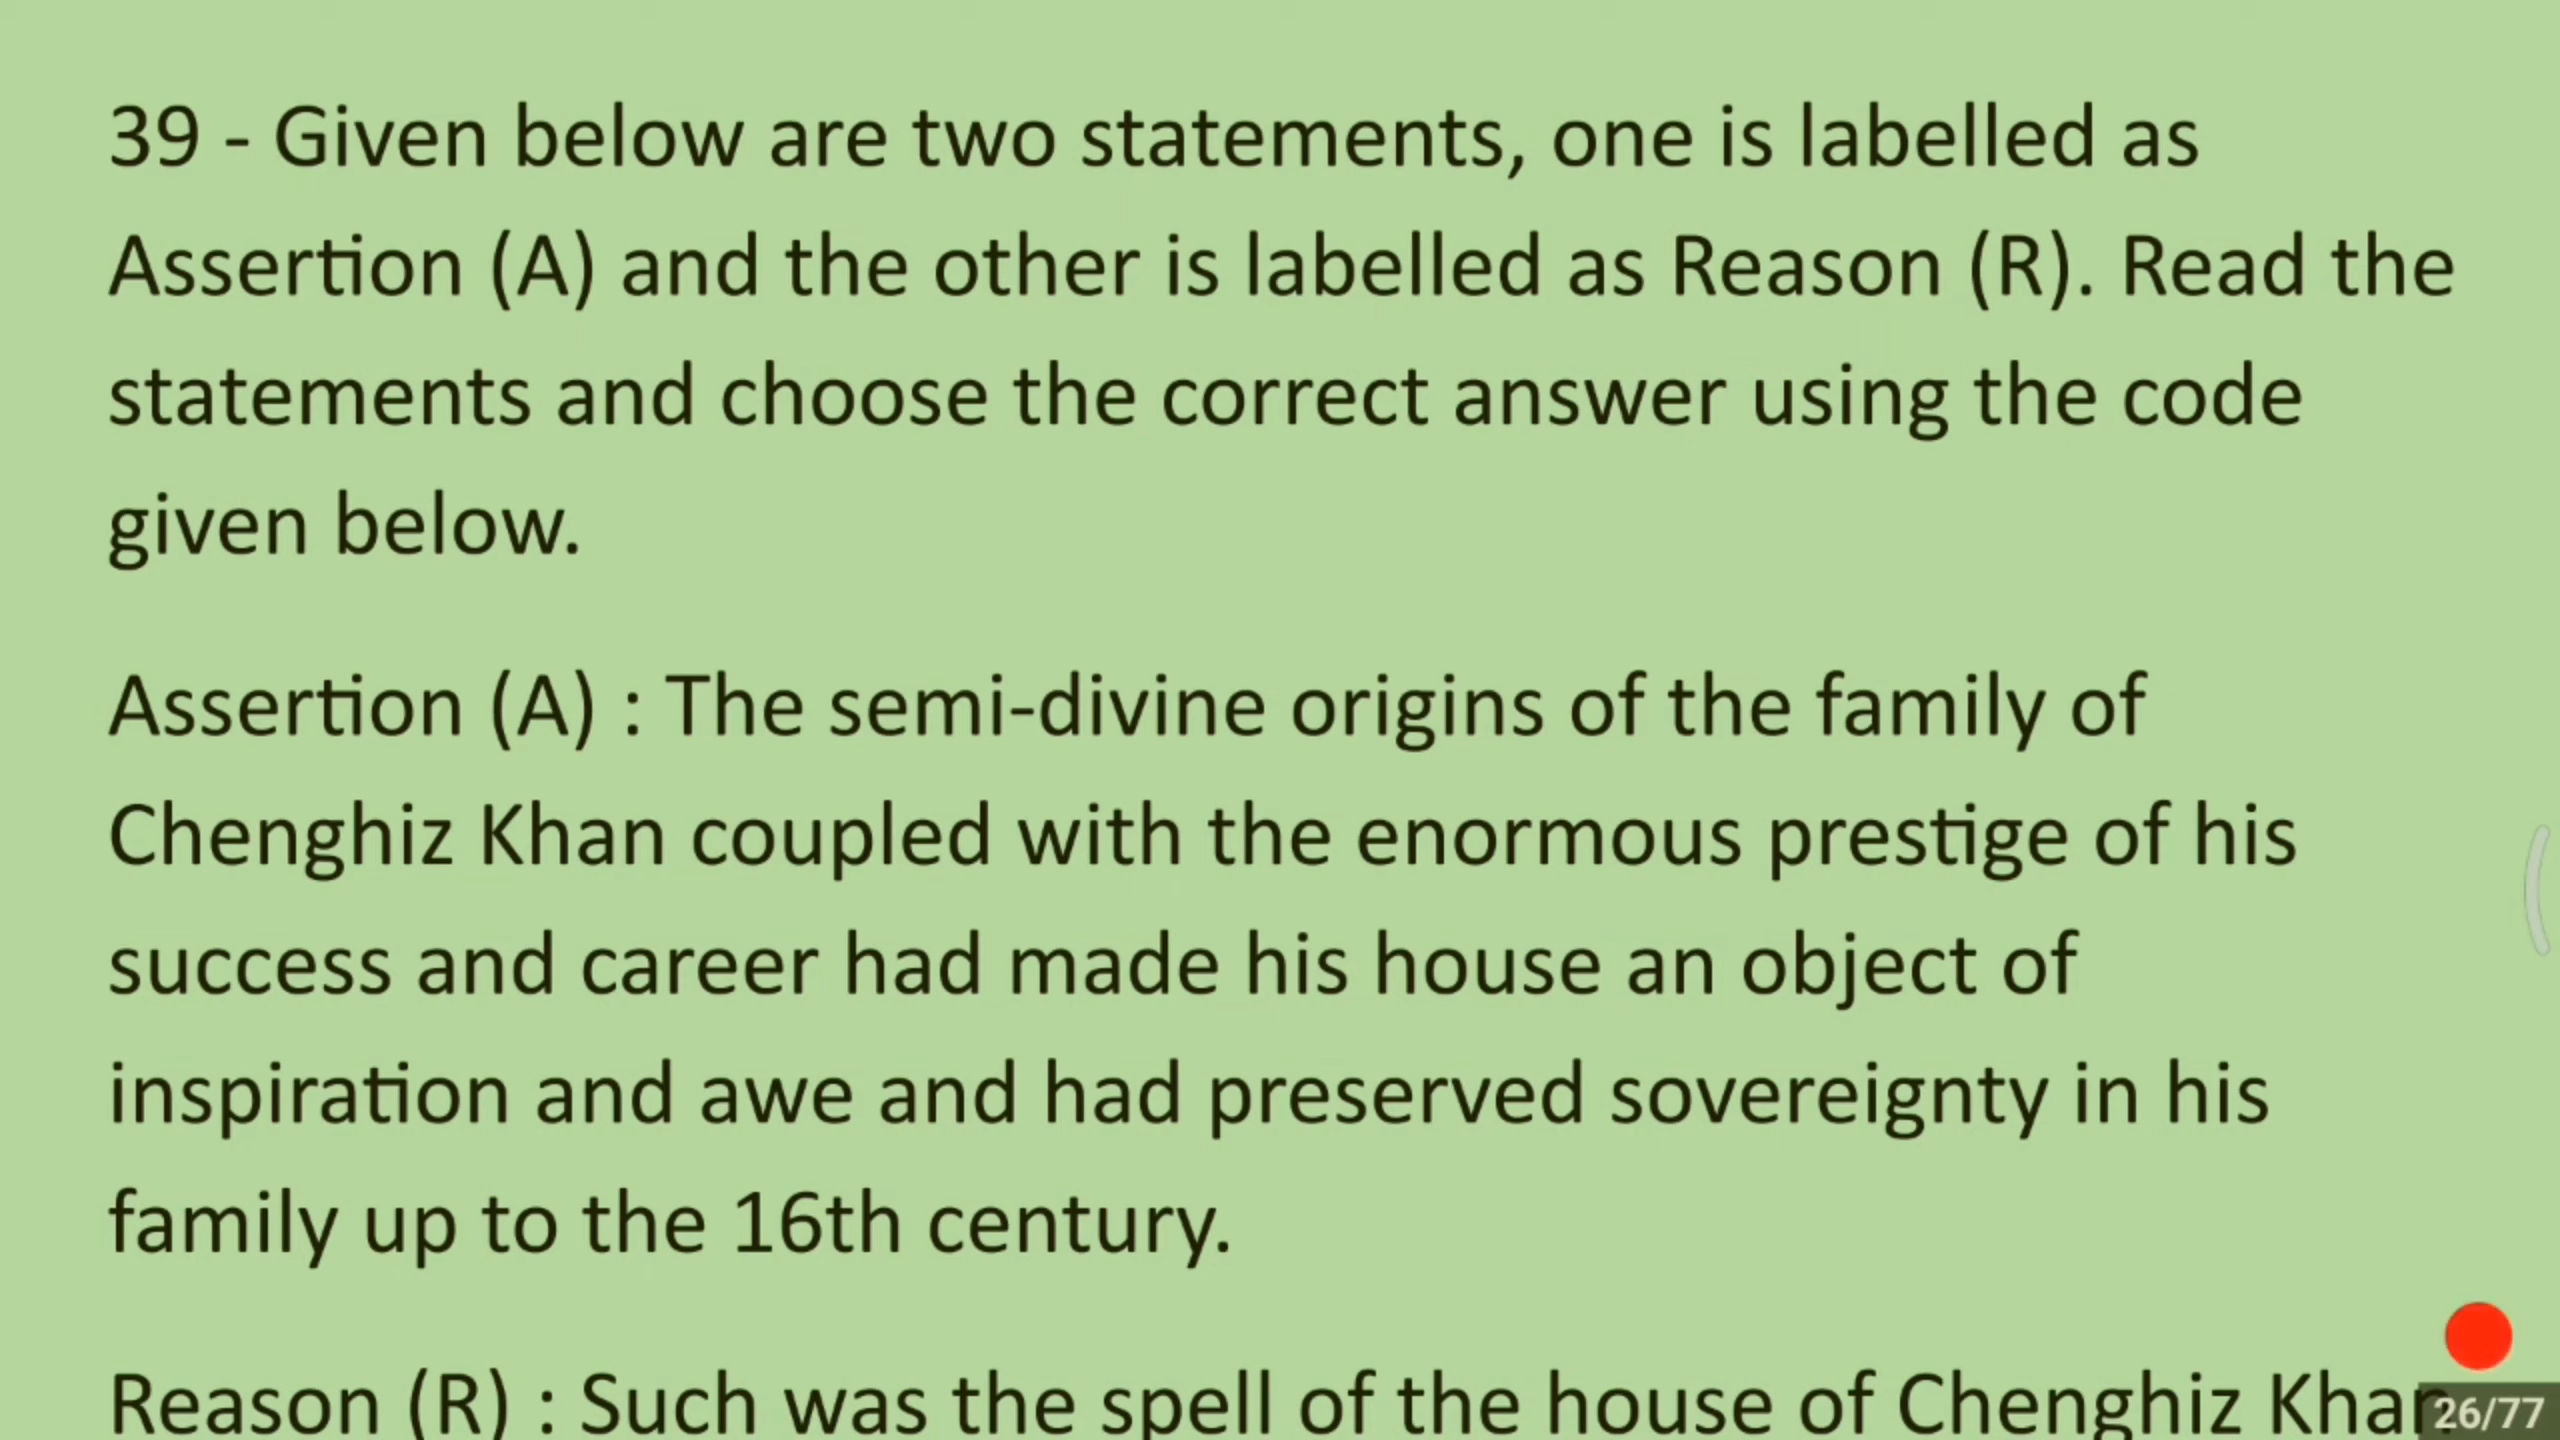 39 - Given below are two statements, one is labelled as
Assertion (A) and the other is labelled as Reason (R). Read the
statements and choose the correct answer using the code
given below.
Assertion (A) : The semi-divine origins of the family of
Chenghiz Khan coupled with the enormous prestige of his
success and career had made his house an object of
inspiration and awe and had preserved sovereignty in his
family up to the 16th century.
Reason (R) : Such was the spell of the house of Chenghiz Khan
26/77